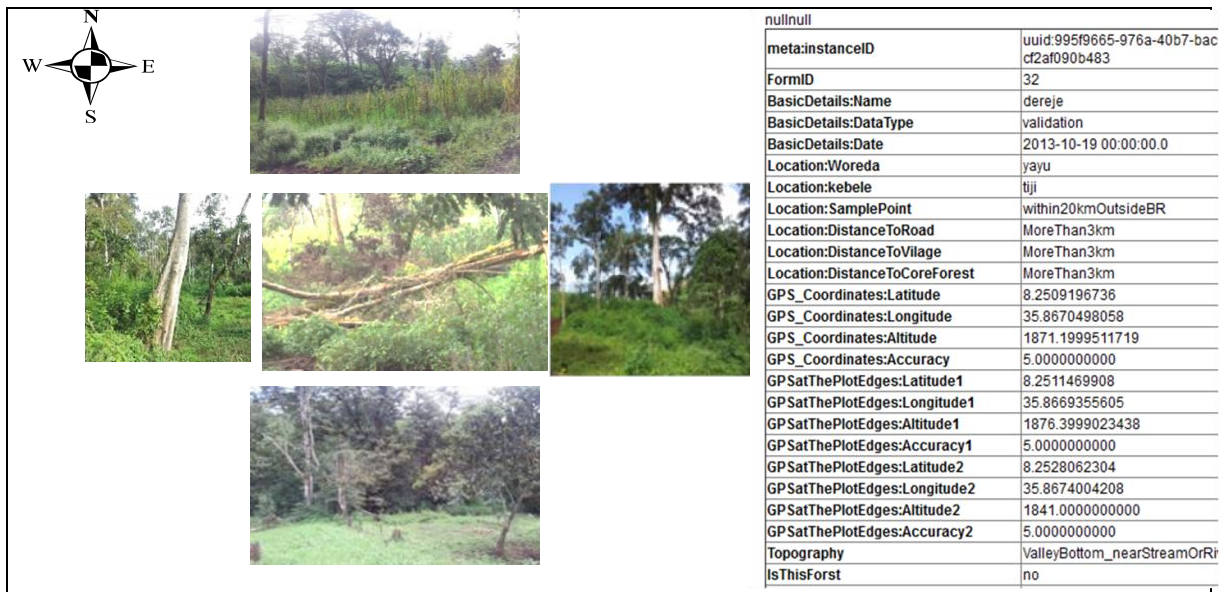 N
W E
S
nullnull
meta:instanceID uuid:995f9665-976a-40b7-bac
cf2af090b483
FormID 32
BasicDetails:Name dereje
BasicDetails:DataType validation
BasicDetails:Date 2013-10-19 00:00:00.0
Location:Woreda yayu
Location:kebele tiji
Location:SamplePoint within20kmOutsideBR
Location:DistanceToRoad MoreThan3km
Location:DistanceToVilage MoreThan3km
Location:DistanceToCoreForest MoreThan3km
GPS_Coordinates:Latitude 8.2509196736
GPS_Coordinates:Longitude 35.8670498058
GPS_Coordinates:Altitude 1871.1999511719
GPS_Coordinates:Accuracy 5.0000000000
GPSatThePlotEdges:Latitude1 8.2511469908
GPSatThePlotEdges:Longitude1 35.8669355605
GPSatThePlotEdges:Altitude1 1876.3999023438
GPSatThePlotEdges:Accuracy1 5.0000000000
GPSatThePlotEdges:Latitude2 8.2528062304
GPSatThePlotEdges:Longitude2 35.8674004208
GPSatThePlotEdges:Altitude2 1841.0000000000
GPSatThePlotEdges:Accuracy2 5.0000000000
Topography ValleyBottom_nearStreamOrRi
IsThisForst no